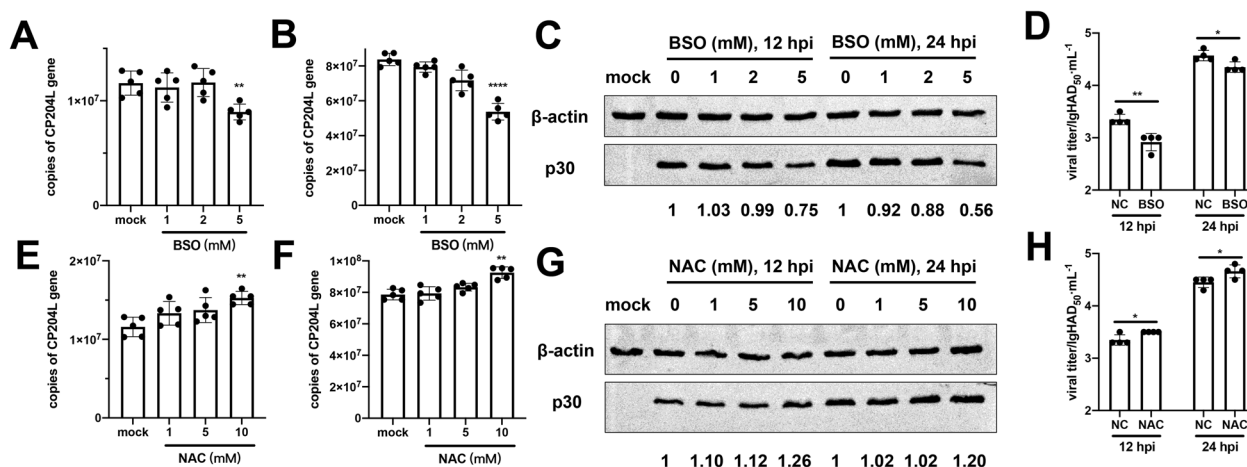 A
copies of CP204L gene
1×10⁷
0
**
mock 1 2 5
BSO (mM)
B
copies of CP204L gene
8×10⁷
6×10⁷
4×10⁷
2×10⁷
0
****
mock 1 2 5
BSO (mM)
C
BSO (mM), 12 hpi BSO (mM), 24 hpi
mock 0 1 2 5 0 1 2 5
β-actin
p30
1 1.03 0.99 0.75 1 0.92 0.88 0.56
D
viral titer/lgHAD₅₀·mL⁻¹
5
4
3
2
**
*
NC BSO NC BSO
12 hpi 24 hpi
E
copies of CP204L gene
2×10⁷
1×10⁷
0
**
mock 1 5 10
NAC (mM)
F
copies of CP204L gene
1×10⁸
8×10⁷
6×10⁷
4×10⁷
2×10⁷
0
**
mock 1 5 10
NAC (mM)
G
NAC (mM), 12 hpi NAC (mM), 24 hpi
mock 0 1 5 10 0 1 5 10
β-actin
p30
1 1.10 1.12 1.26 1 1.02 1.02 1.20
H
viral titer/lgHAD₅₀·mL⁻¹
5
4
3
2
*
*
NC NAC NC NAC
12 hpi 24 hpi